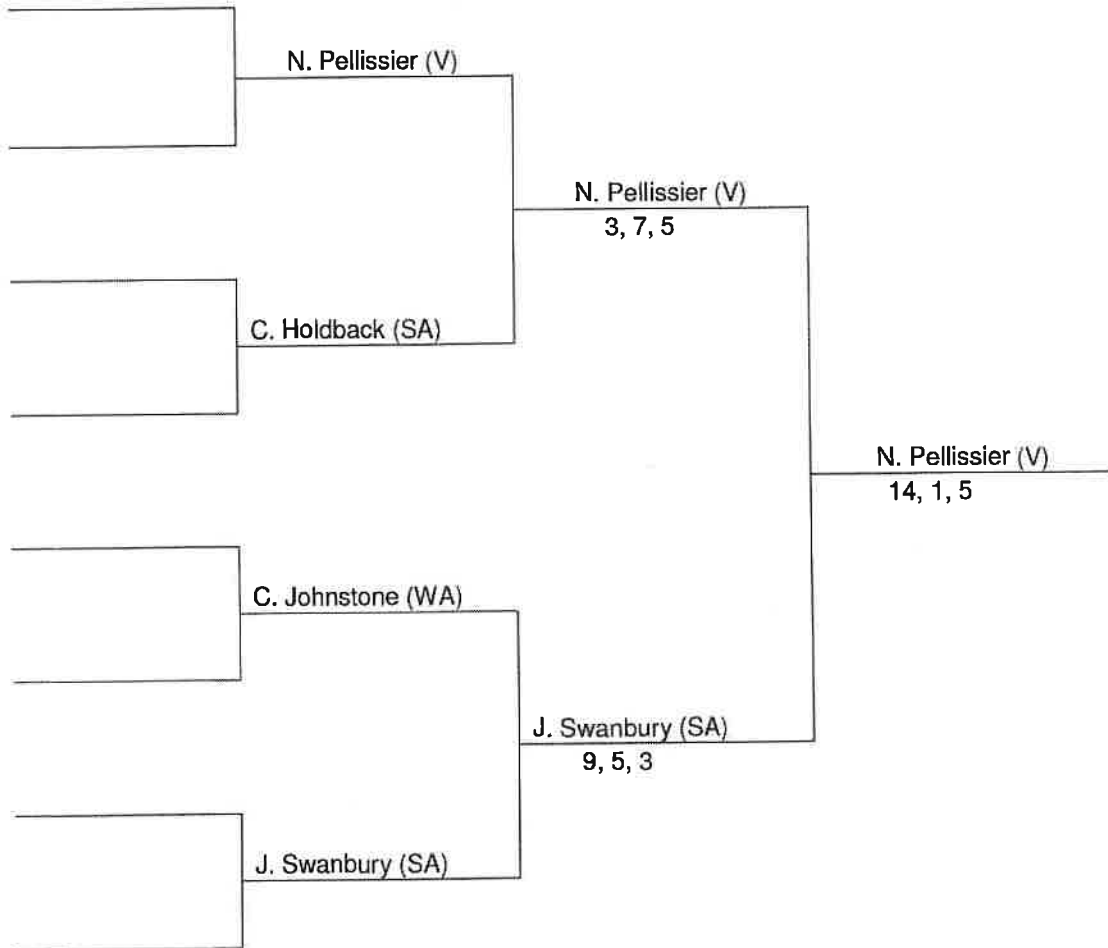 N. Pellissier (V)
N. Pellissier (V)
3, 7, 5
C. Holdback (SA)
N. Pellissier (V)
14, 1, 5
C. Johnstone (WA)
J. Swanbury (SA)
9, 5, 3
J. Swanbury (SA)